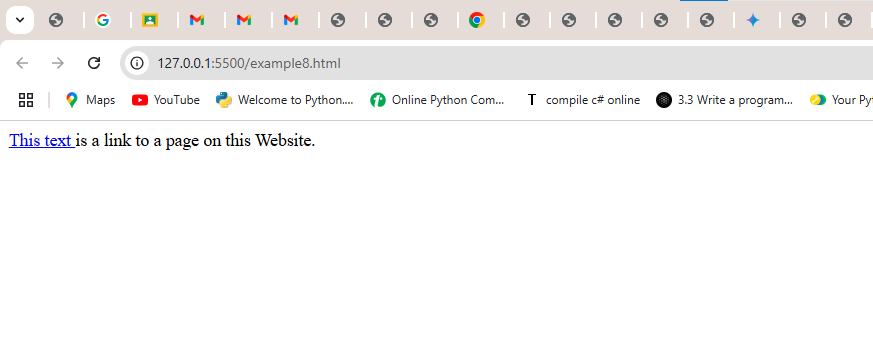 127.0.0.1:5500/example8.html
Maps YouTube Welcome to Python.... Online Python Com... T compile c# online 3.3 Write a program... Your Pyt
This text is a link to a page on this Website.